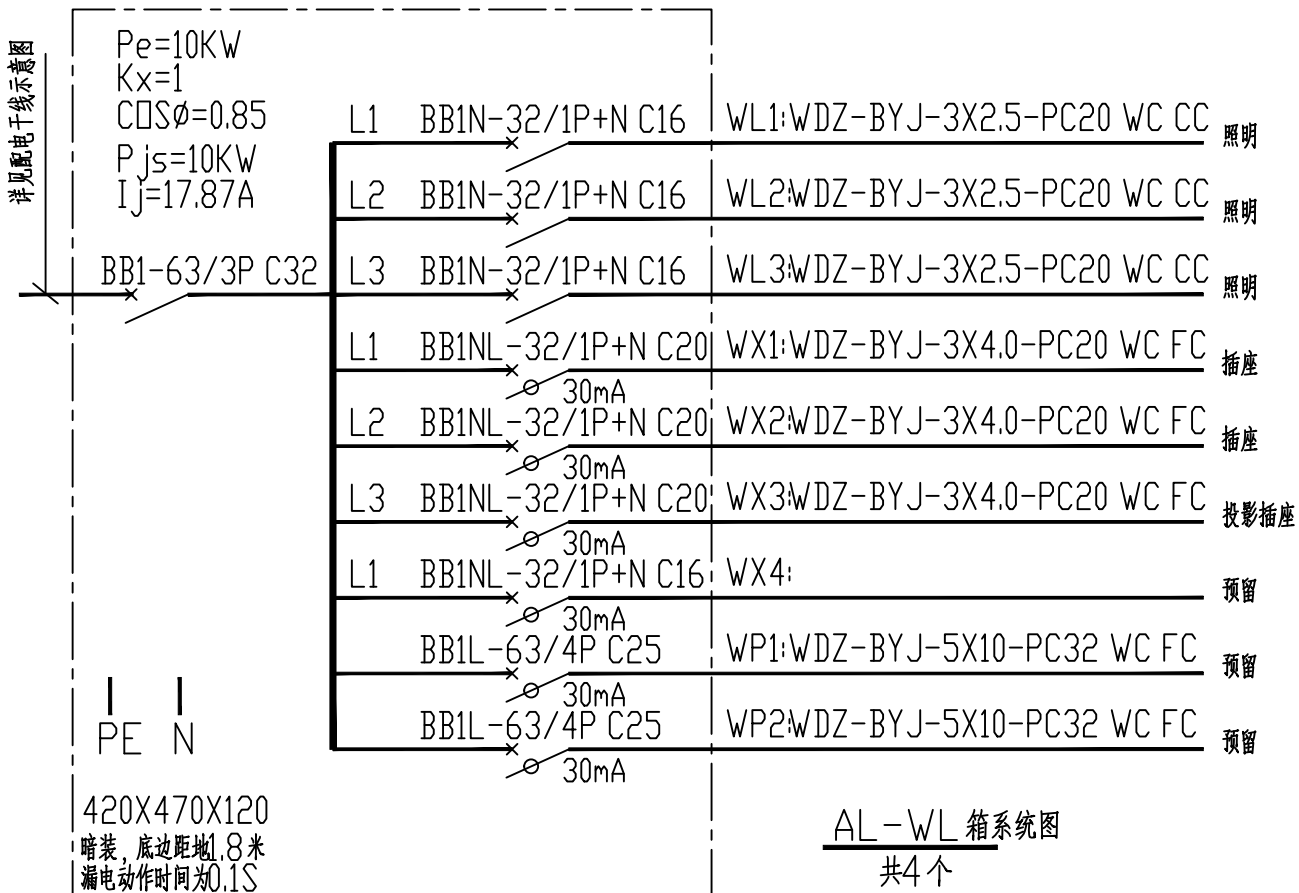 详见配电干线示意图
Pe=10KW
Kx=1
COSø=0.85
Pjs=10KW
Ij=17.87A
BB1-63/3P C32
L1 BB1N-32/1P+N C16 WL1:WDZ-BYJ-3X2.5-PC20 WC CC 照明
L2 BB1N-32/1P+N C16 WL2:WDZ-BYJ-3X2.5-PC20 WC CC 照明
L3 BB1N-32/1P+N C16 WL3:WDZ-BYJ-3X2.5-PC20 WC CC 照明
L1 BB1NL-32/1P+N C20 WX1:WDZ-BYJ-3X4.0-PC20 WC FC 插座
30mA
L2 BB1NL-32/1P+N C20 WX2:WDZ-BYJ-3X4.0-PC20 WC FC 插座
30mA
L3 BB1NL-32/1P+N C20 WX3:WDZ-BYJ-3X4.0-PC20 WC FC 投影插座
30mA
L1 BB1NL-32/1P+N C16 WX4: 预留
30mA
BB1L-63/4P C25 WP1:WDZ-BYJ-5X10-PC32 WC FC 预留
30mA
BB1L-63/4P C25 WP2:WDZ-BYJ-5X10-PC32 WC FC 预留
30mA
PE N
420X470X120
暗装, 底边距地1.8米
漏电动作时间为0.1S
AL-WL 箱系统图
共4个